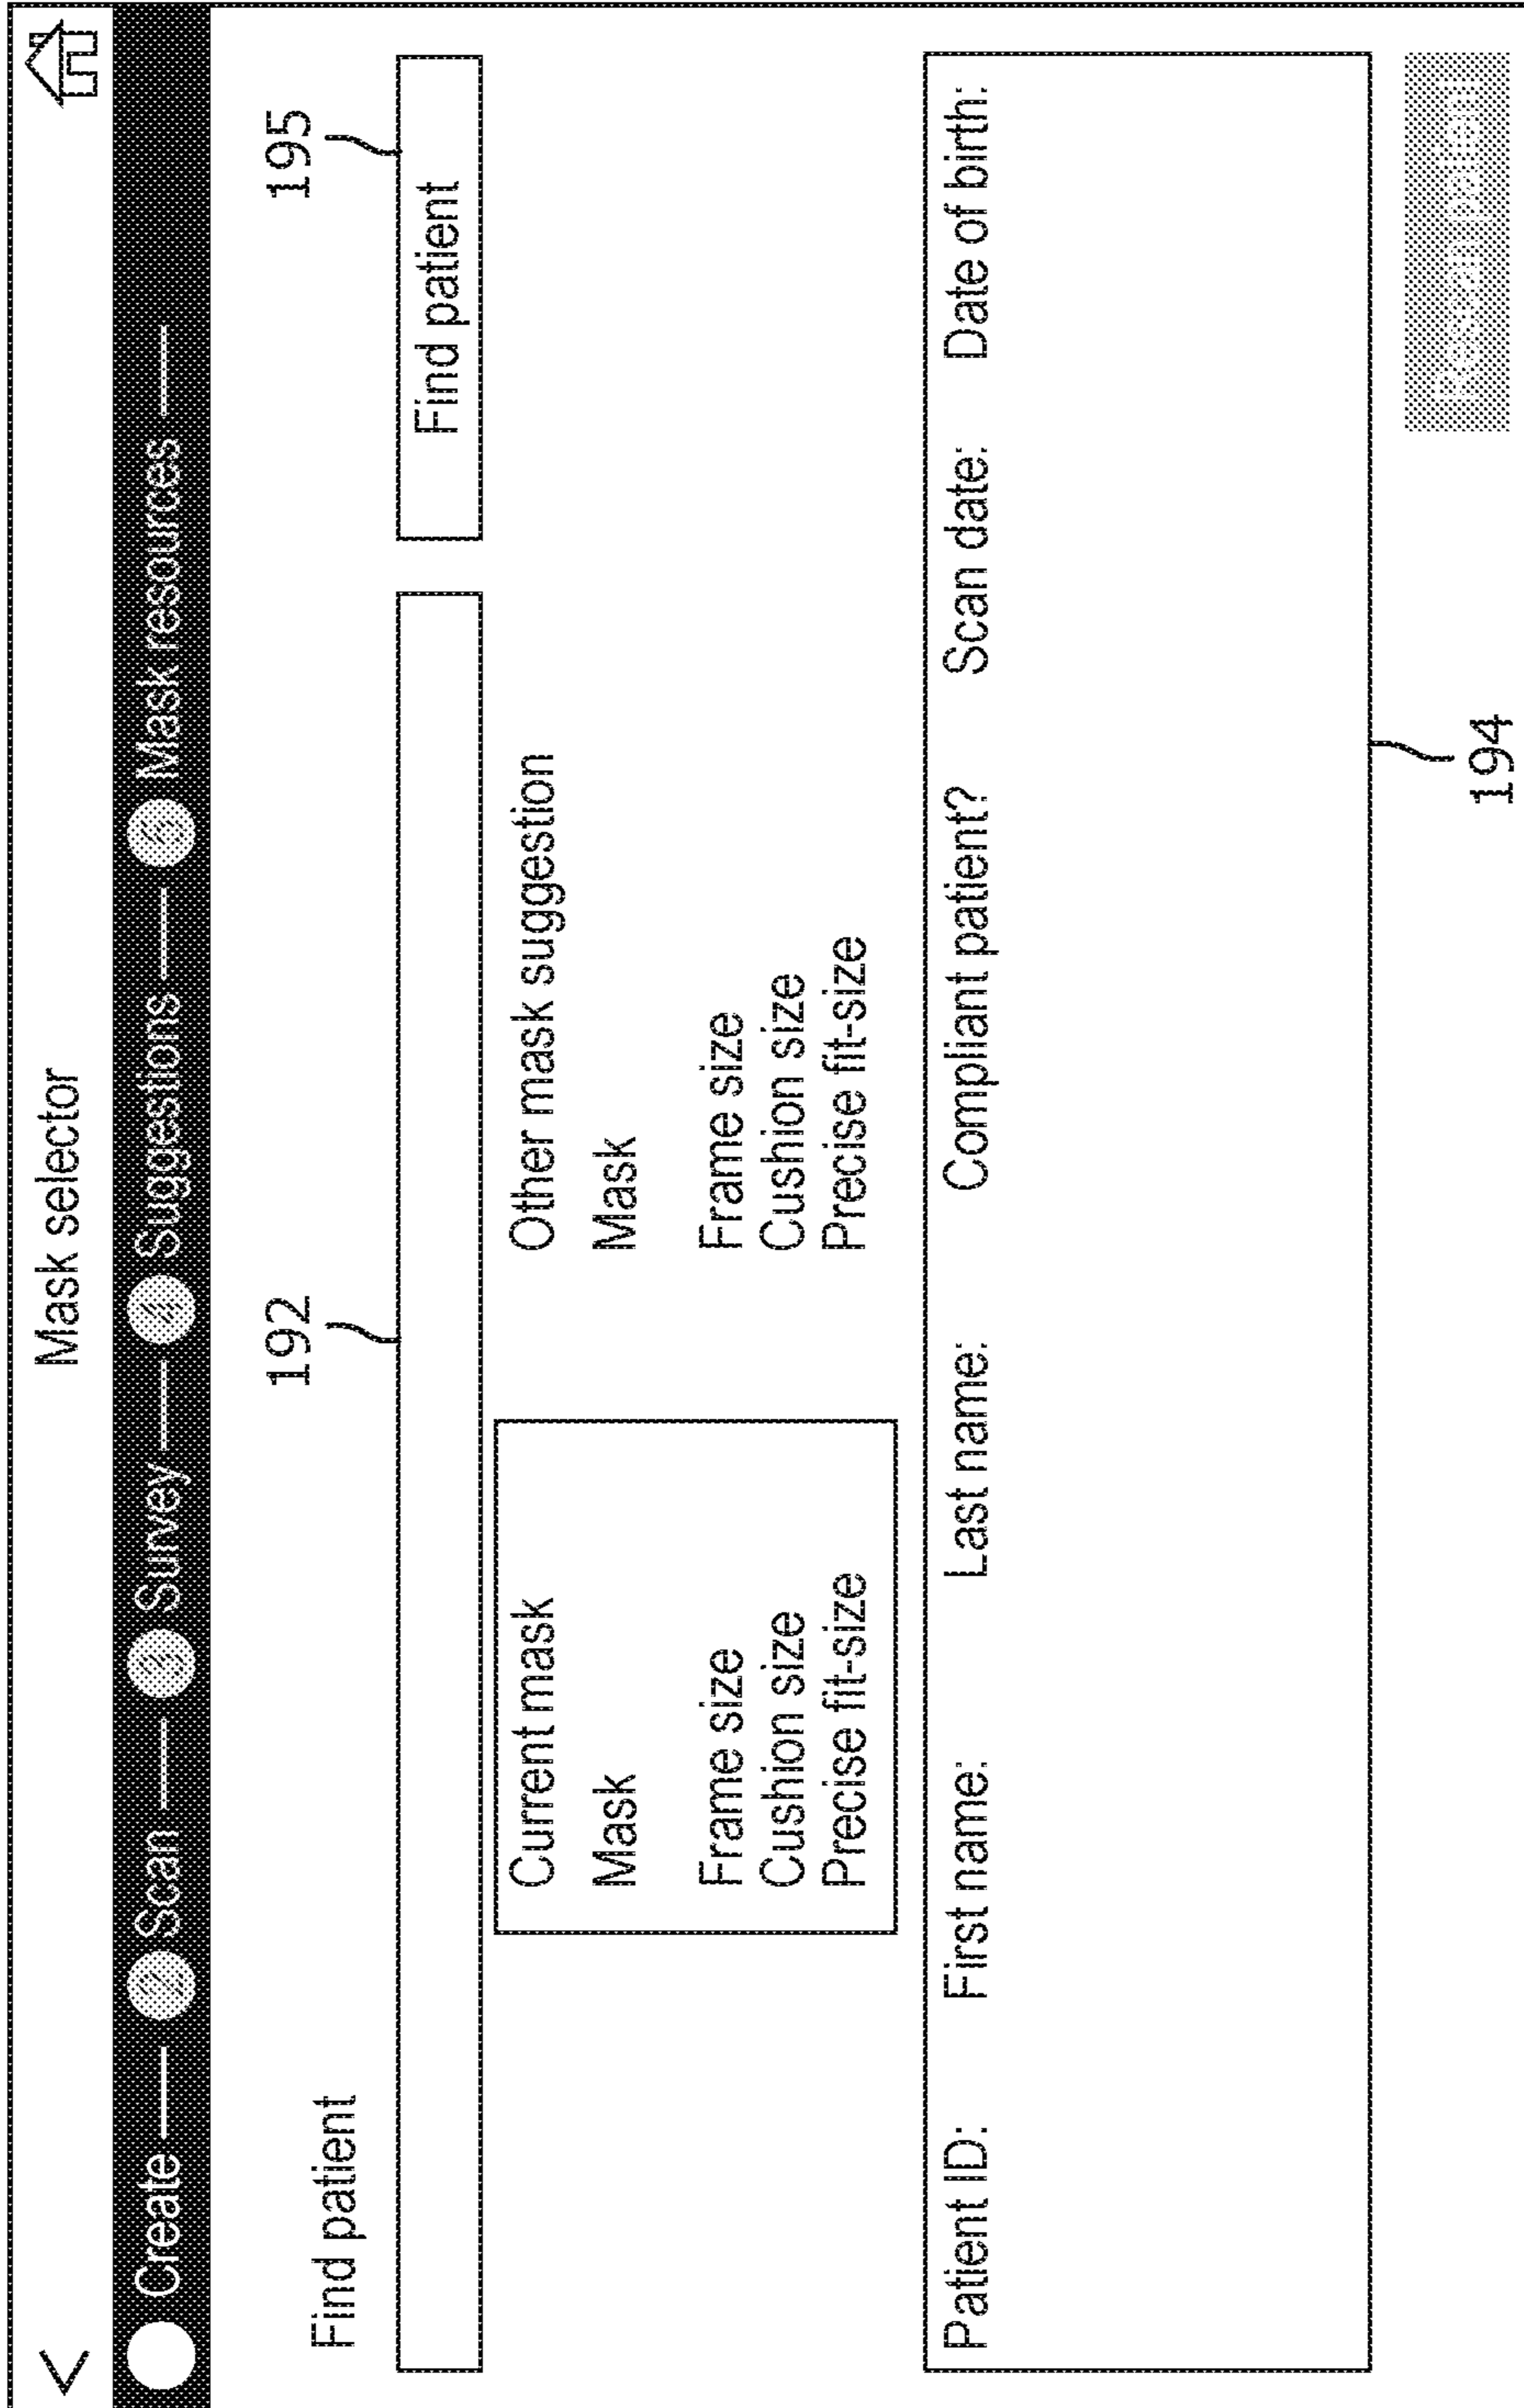 <
Mask selector
Create Scan Survey Suggestions Mask resources
192
195
Find patient
Find patient
Current mask
Mask
Frame size
Cushion size
Precise fit-size
Other mask suggestion
Mask
Frame size
Cushion size
Precise fit-size
Patient ID: First name: Last name: Compliant patient? Scan date: Date of birth:
Rescan patient
194